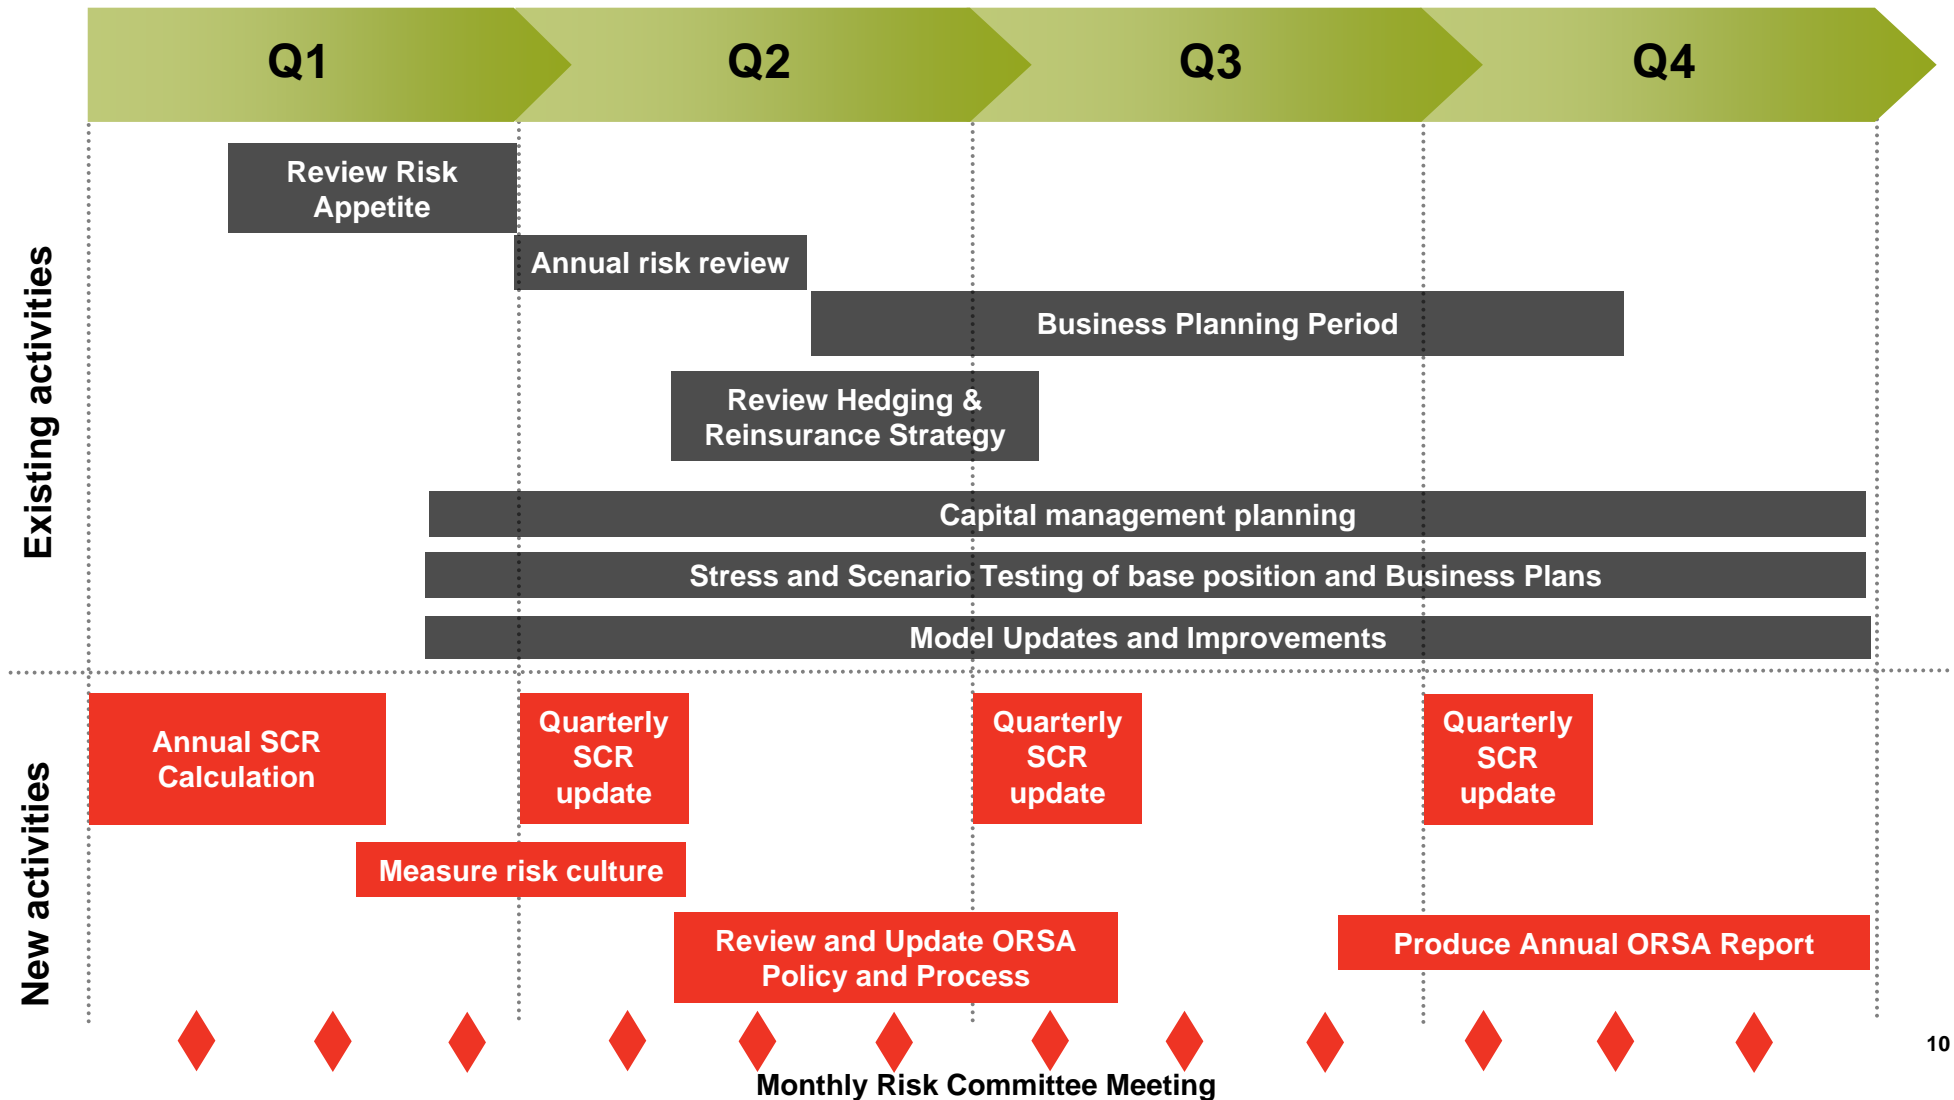 Q1
Q2
Q3
Q4
Existing activities
Review Risk
Appetite
Annual risk review
Business Planning Period
Review Hedging &
Reinsurance Strategy
Capital management planning
Stress and Scenario Testing of base position and Business Plans
Model Updates and Improvements
New activities
Annual SCR
Calculation
Quarterly
SCR
update
Quarterly
SCR
update
Quarterly
SCR
update
Measure risk culture
Review and Update ORSA
Policy and Process
Produce Annual ORSA Report
Monthly Risk Committee Meeting
10